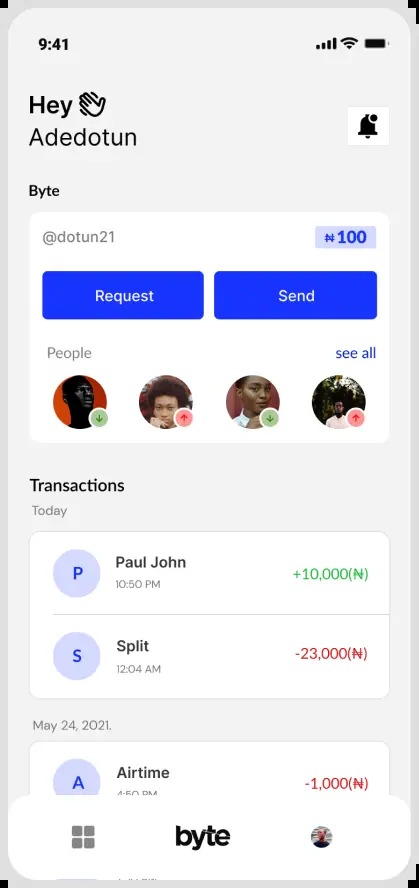 9:41
Hey
Adedotun
Byte
@dotun21
₦100
Request
Send
People
see all
Transactions
Today
P
Paul John
10:50 PM
+10,000(₦)
S
Split
12:04 AM
-23,000(₦)
May 24, 2021.
A
Airtime
4:50 PM
-1,000(₦)
byte